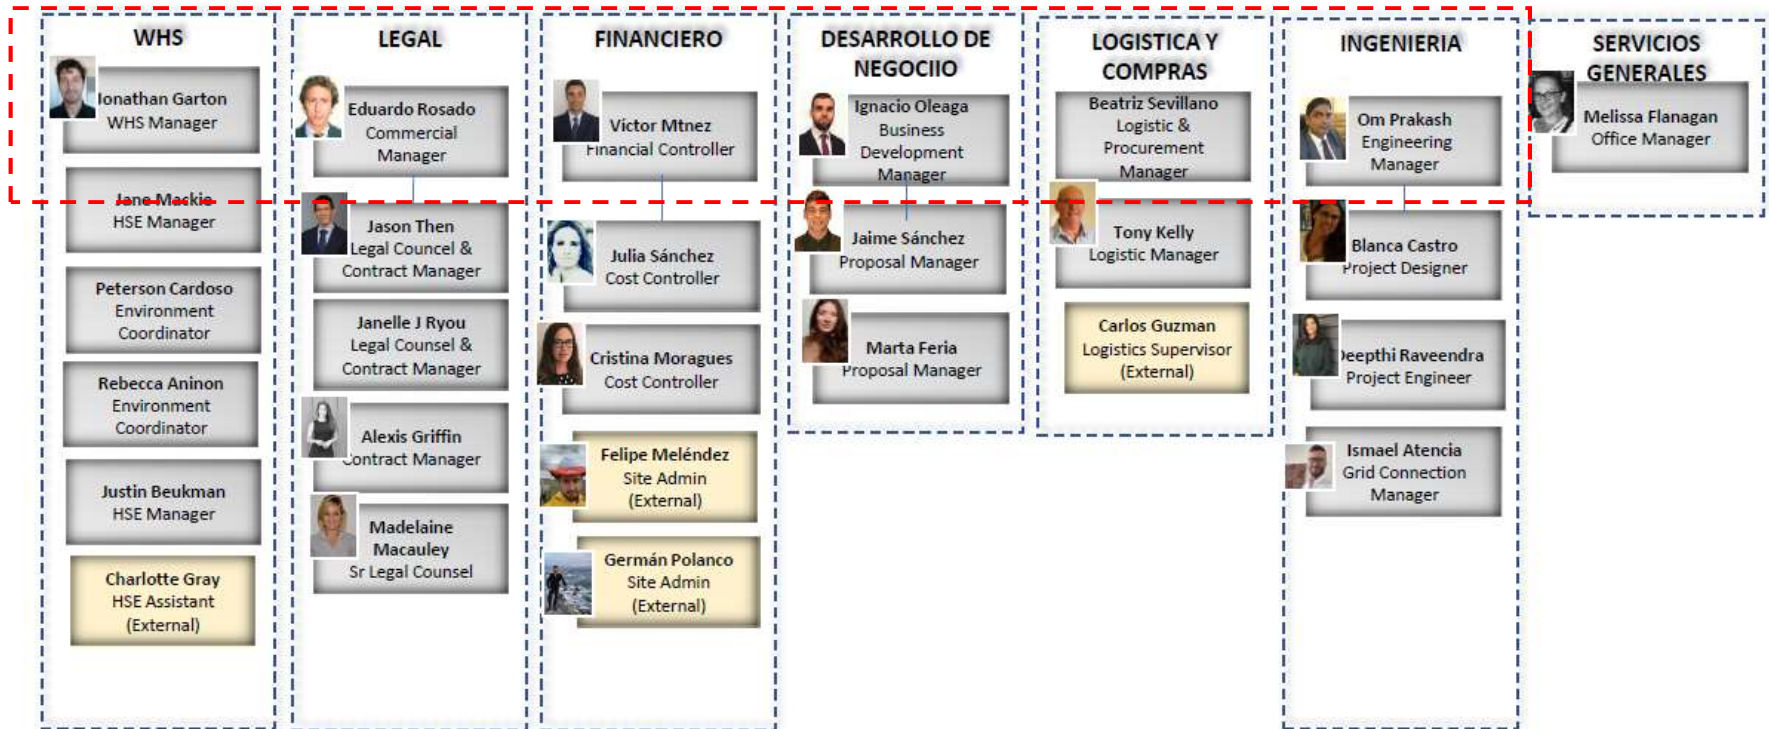 WHS
Jonathan Garton
WHS Manager
Jane Mackie
HSE Manager
Peterson Cardoso
Environment
Coordinator
Rebecca Aninon
Environment
Coordinator
Justin Beukman
HSE Manager
Charlotte Gray
HSE Assistant
(External)
LEGAL
Eduardo Rosado
Commercial
Manager
Jason Then
Legal Councel &
Contract Manager
Janelle J Ryou
Legal Counsel &
Contract Manager
Alexis Griffin
Contract Manager
Madelaine
Macauley
Sr Legal Counsel
FINANCIERO
Victor Mtnez
Financial Controller
Julia Sánchez
Cost Controller
Cristina Moragues
Cost Controller
Felipe Meléndez
Site Admin
(External)
Germán Polanco
Site Admin
(External)
DESARROLLO DE
NEGOCIIO
Ignacio Oleaga
Business
Development
Manager
Jaime Sánchez
Proposal Manager
Marta Feria
Proposal Manager
LOGISTICA Y
COMPRAS
Beatriz Sevillano
Logistic &
Procurement
Manager
Tony Kelly
Logistic Manager
Carlos Guzman
Logistics Supervisor
(External)
INGENIERIA
Om Prakash
Engineering
Manager
Blanca Castro
Project Designer
Deepthi Raveendra
Project Engineer
Ismael Atencia
Grid Connection
Manager
SERVICIOS
GENERALES
Melissa Flanagan
Office Manager